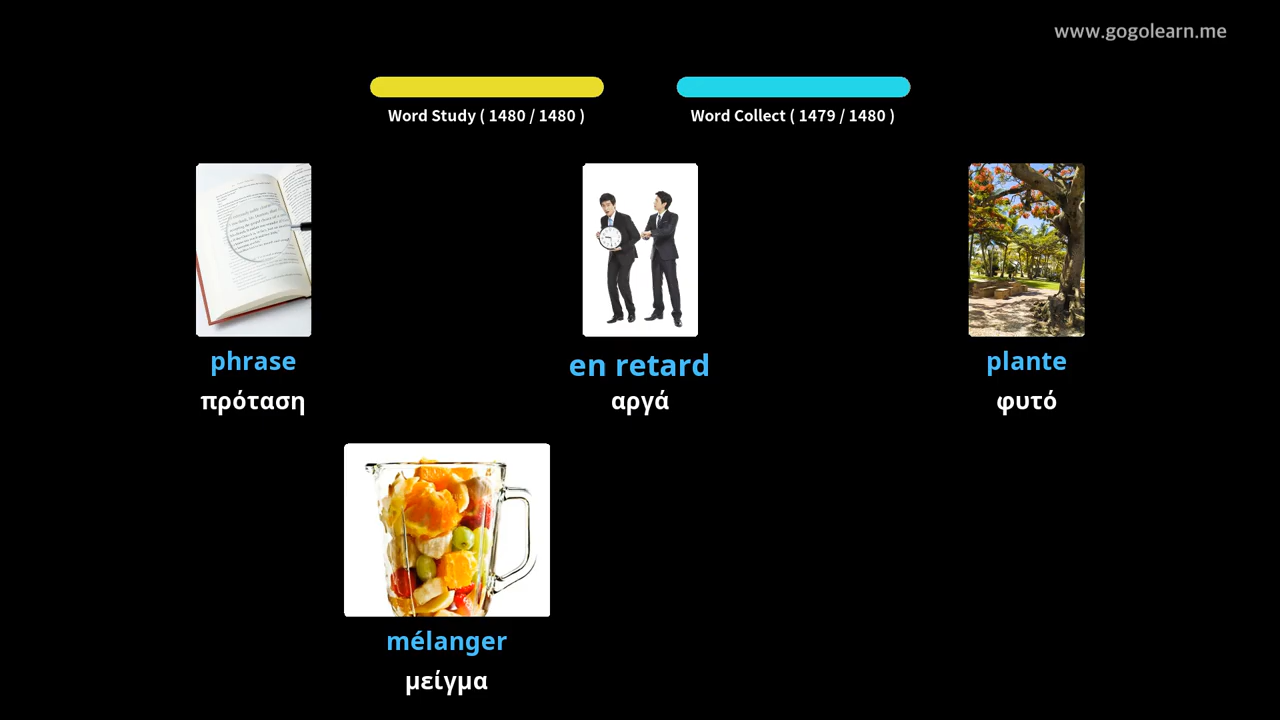 www.gogolearn.me
Word Study ( 1480 / 1480 )
Word Collect ( 1479 / 1480 )
phrase
πρόταση
en retard
αργά
plante
φυτό
mélanger
μείγμα